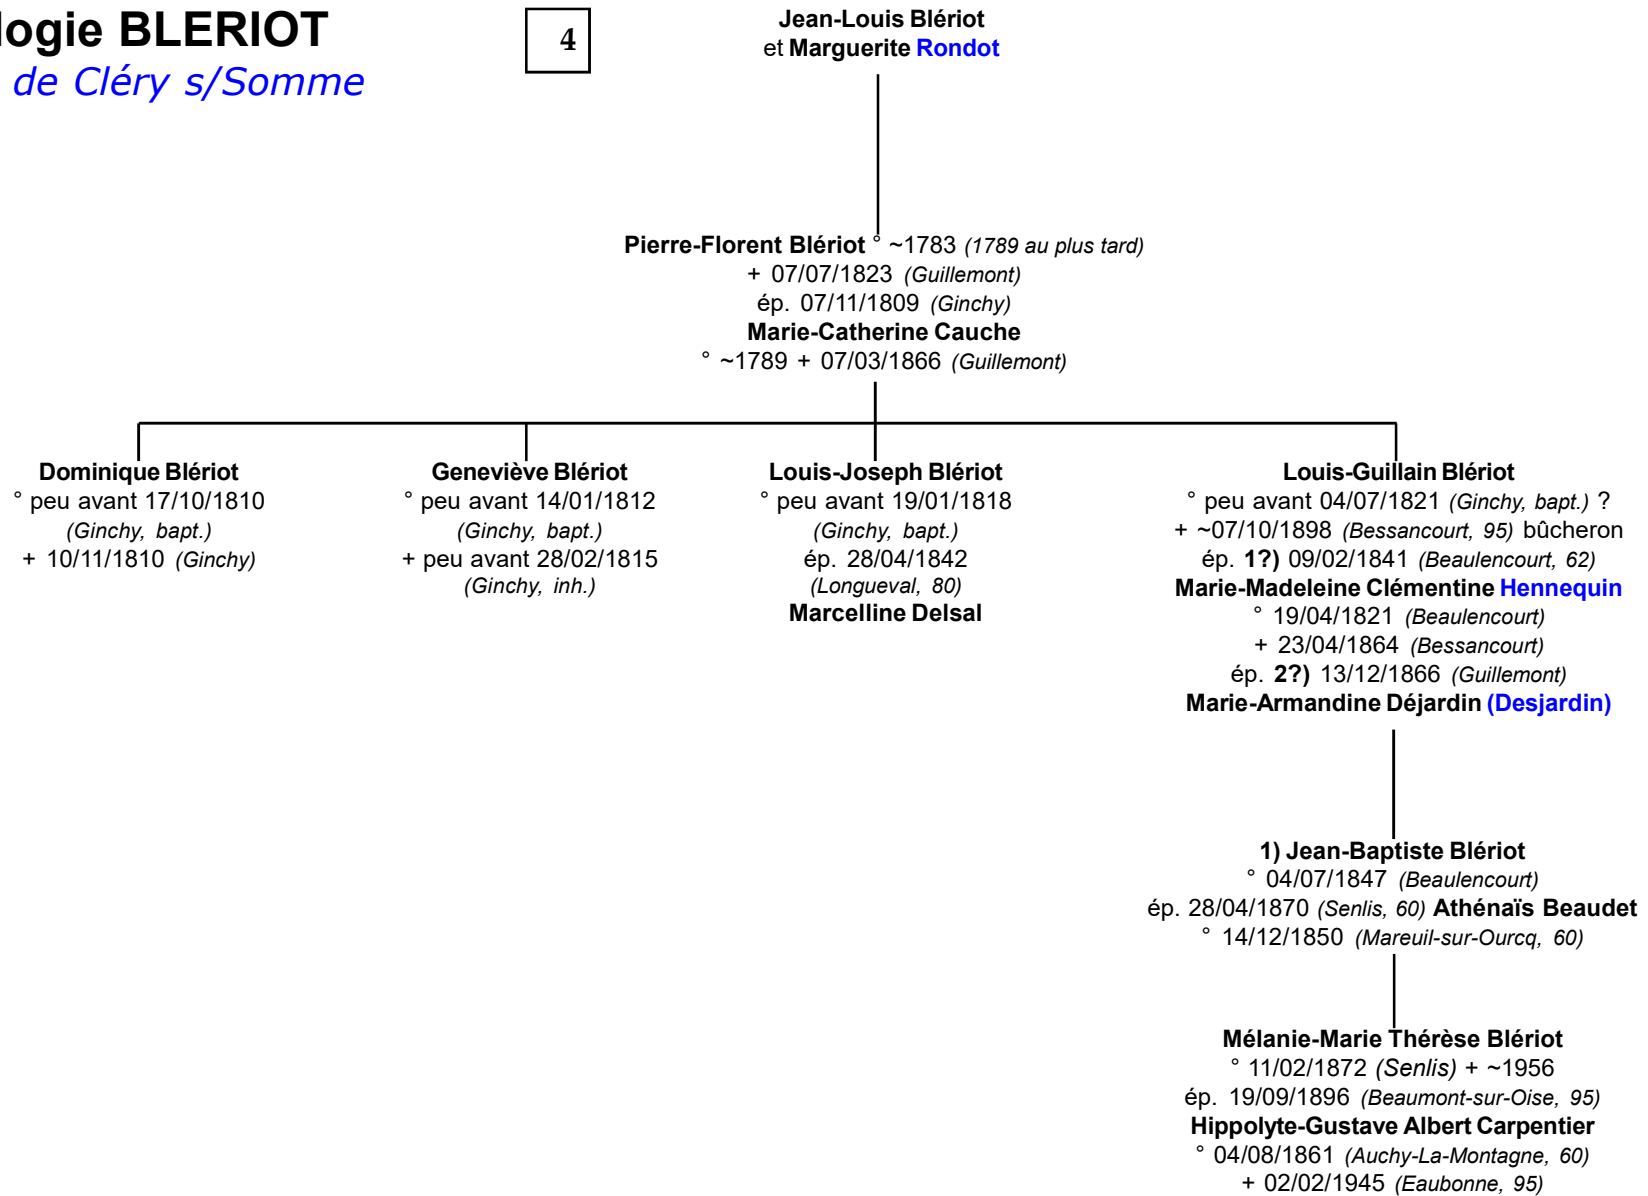 logie BLERIOT
de Cléry s/Somme
4
Jean-Louis Blériot
et Marguerite Rondot
Pierre-Florent Blériot ° ~1783 (1789 au plus tard)
+ 07/07/1823 (Guillemont)
ép. 07/11/1809 (Ginchy)
Marie-Catherine Cauche
° ~1789 + 07/03/1866 (Guillemont)
Dominique Blériot
° peu avant 17/10/1810
(Ginchy, bapt.)
+ 10/11/1810 (Ginchy)
Geneviève Blériot
° peu avant 14/01/1812
(Ginchy, bapt.)
+ peu avant 28/02/1815
(Ginchy, inh.)
Louis-Joseph Blériot
° peu avant 19/01/1818
(Ginchy, bapt.)
ép. 28/04/1842
(Longueval, 80)
Marcelline Delsal
Louis-Guillain Blériot
° peu avant 04/07/1821 (Ginchy, bapt.) ?
+ ~07/10/1898 (Bessancourt, 95) bûcheron
ép. 1?) 09/02/1841 (Beaulencourt, 62)
Marie-Madeleine Clémentine Hennequin
° 19/04/1821 (Beaulencourt)
+ 23/04/1864 (Bessancourt)
ép. 2?) 13/12/1866 (Guillemont)
Marie-Armandine Déjardin (Desjardin)
1) Jean-Baptiste Blériot
° 04/07/1847 (Beaulencourt)
ép. 28/04/1870 (Senlis, 60) Athénaïs Beaudet
° 14/12/1850 (Mareuil-sur-Ourcq, 60)
Mélanie-Marie Thérèse Blériot
° 11/02/1872 (Senlis) + ~1956
ép. 19/09/1896 (Beaumont-sur-Oise, 95)
Hippolyte-Gustave Albert Carpentier
° 04/08/1861 (Auchy-La-Montagne, 60)
+ 02/02/1945 (Eaubonne, 95)